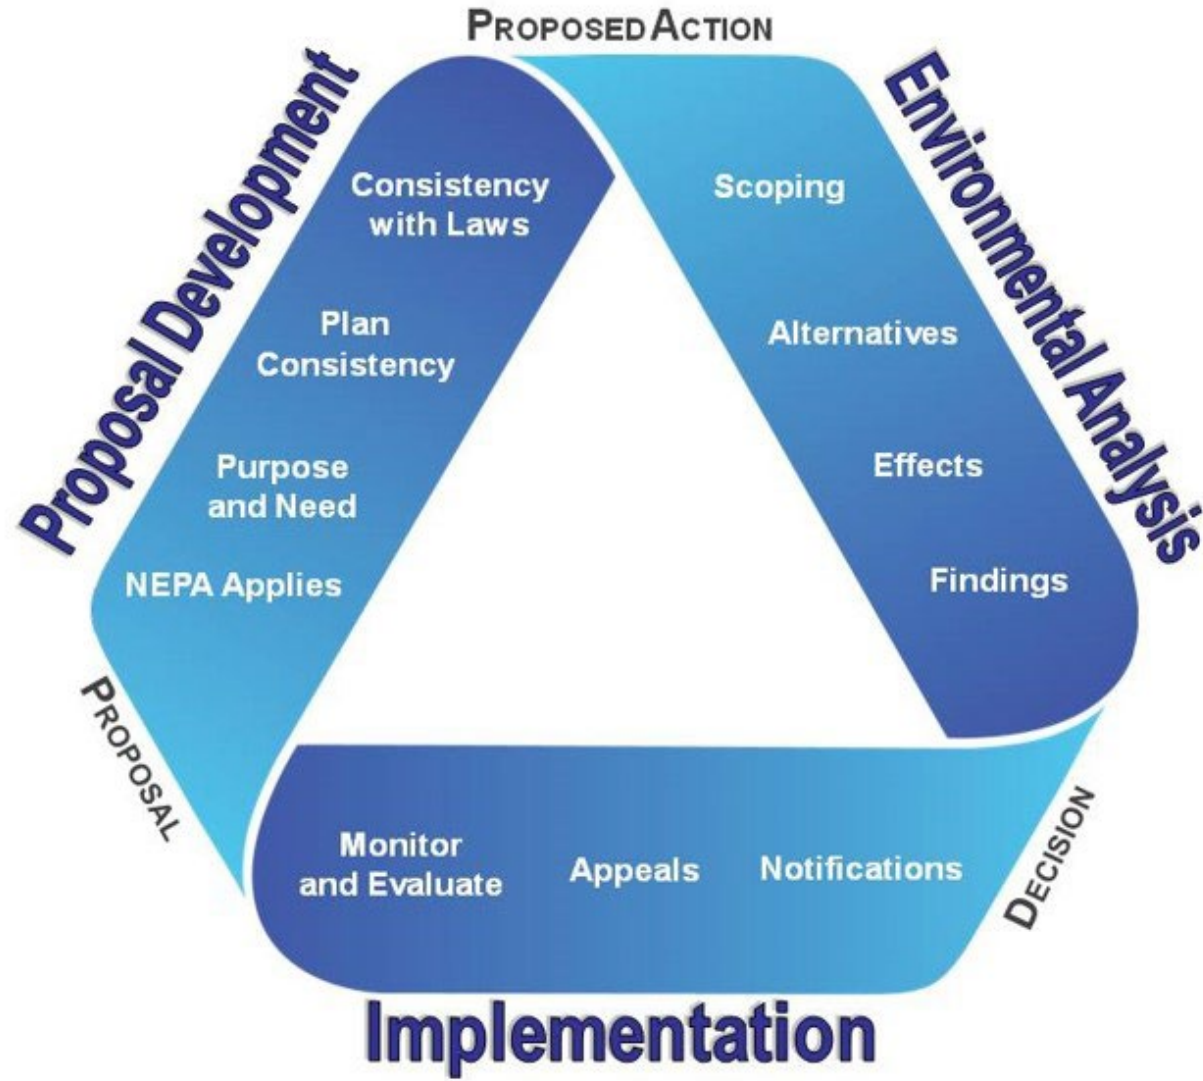 PROPOSED ACTION
Proposal Development
Consistency
with Laws
Plan
Consistency
Purpose
and Need
NEPA Applies
PROPOSAL
Environmental Analysis
Scoping
Alternatives
Effects
Findings
DECISION
Monitor
and Evaluate
Appeals
Notifications
Implementation